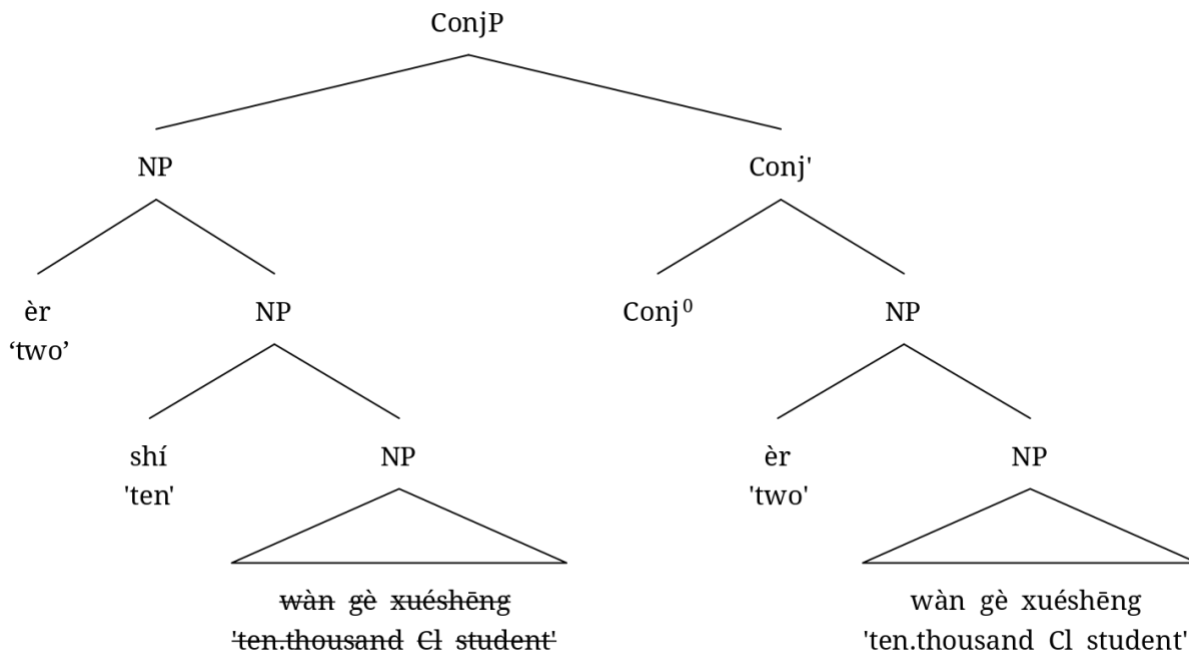 ConjP
NP Conj'
èr NP Conj⁰ NP
‘two’
shí NP èr NP
'ten' 'two'
wàn gè xuéshēng wàn gè xuéshēng
'ten.thousand Cl student' 'ten.thousand Cl student'